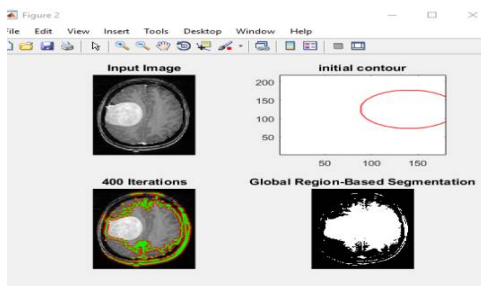 Figure 2
File Edit View Insert Tools Desktop Window Help
Input Image
initial contour
200
150
100
50
50 100 150
400 Iterations
Global Region-Based Segmentation